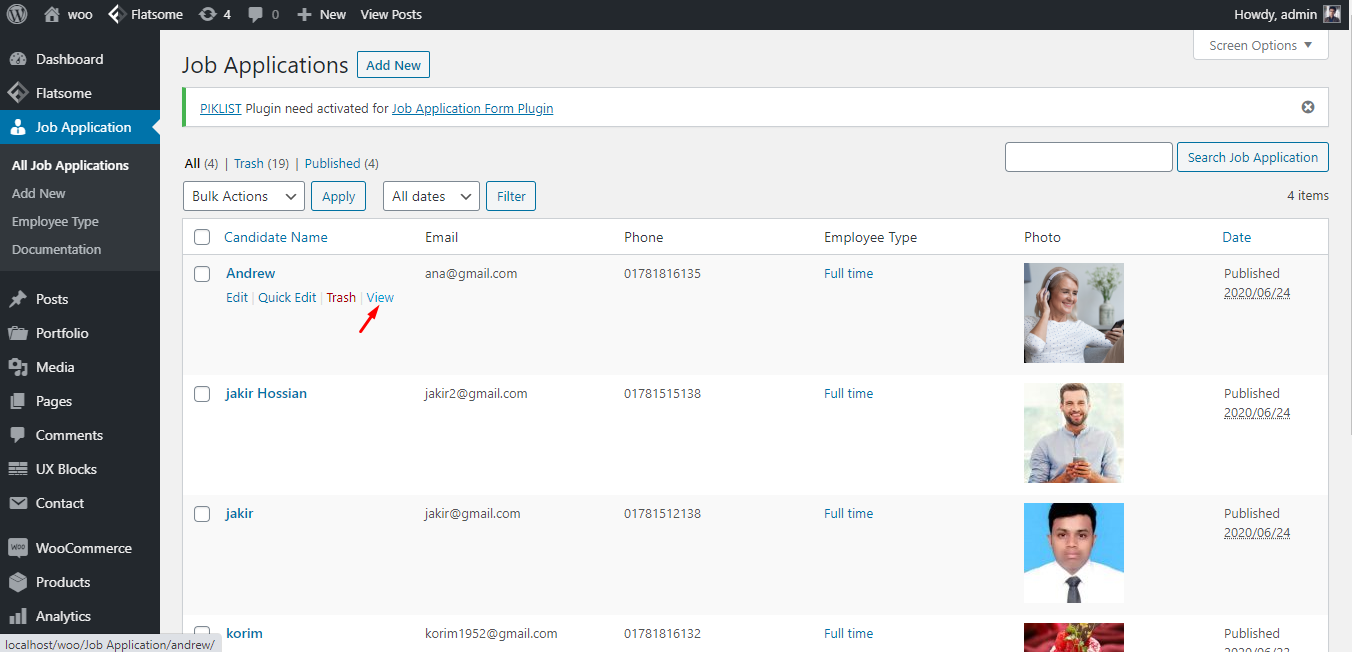 woo Flatsome 4 0 New View Posts Howdy, admin
Dashboard
Flatsome
Job Application
All Job Applications
Add New
Employee Type
Documentation
Posts
Portfolio
Media
Pages
Comments
UX Blocks
Contact
WOO WooCommerce
Products
Analytics
Screen Options
Job Applications Add New
PIKLIST Plugin need activated for Job Application Form Plugin
All (4) | Trash (19) | Published (4)
Search Job Application
Bulk Actions Apply All dates Filter
4 items
Candidate Name Email Phone Employee Type Photo Date
Andrew ana@gmail.com 01781816135 Full time Published
2020/06/24
Edit | Quick Edit | Trash | View
jakir Hossian jakir2@gmail.com 01781515138 Full time Published
2020/06/24
jakir jakir@gmail.com 01781512138 Full time Published
2020/06/24
korim korim1952@gmail.com 01781816132 Full time Published
localhost/woo/Job Application/andrew/